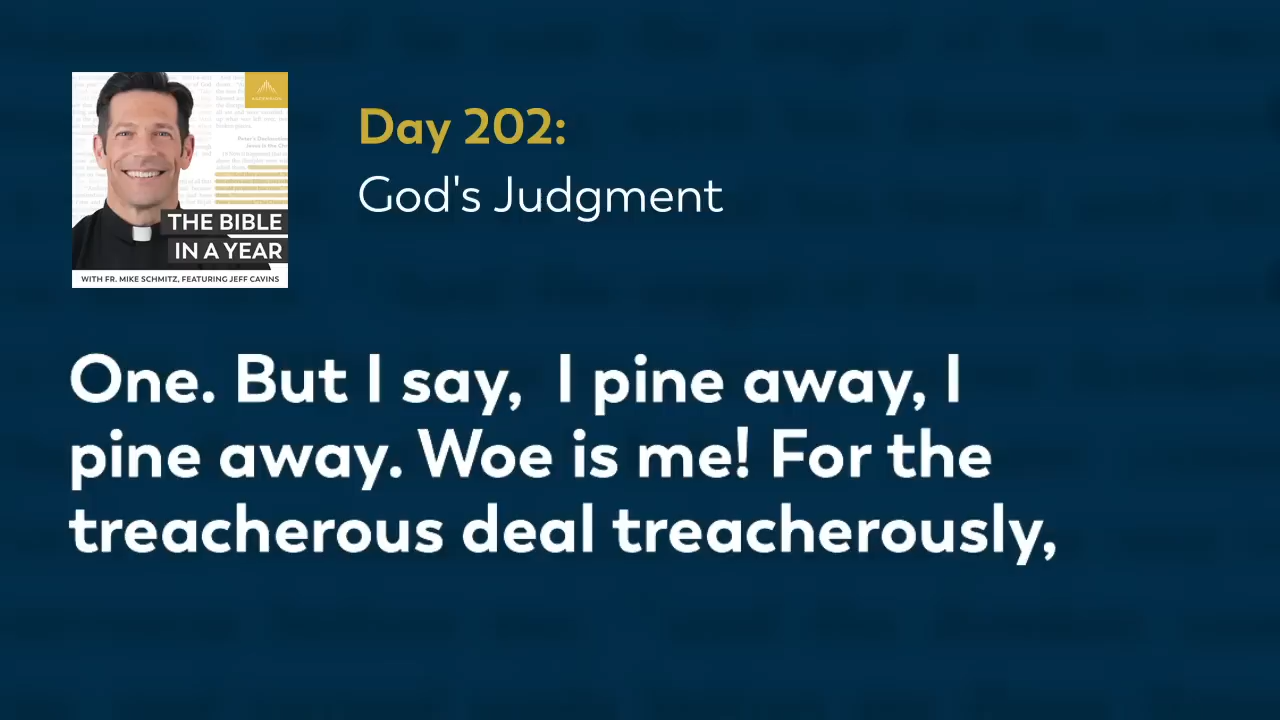 Day 202:
God's Judgment
THE BIBLE
IN A YEAR
WITH FR. MIKE SCHMITZ, FEATURING JEFF CAVINS
One. But I say,  I pine away, I
pine away. Woe is me! For the
treacherous deal treacherously,